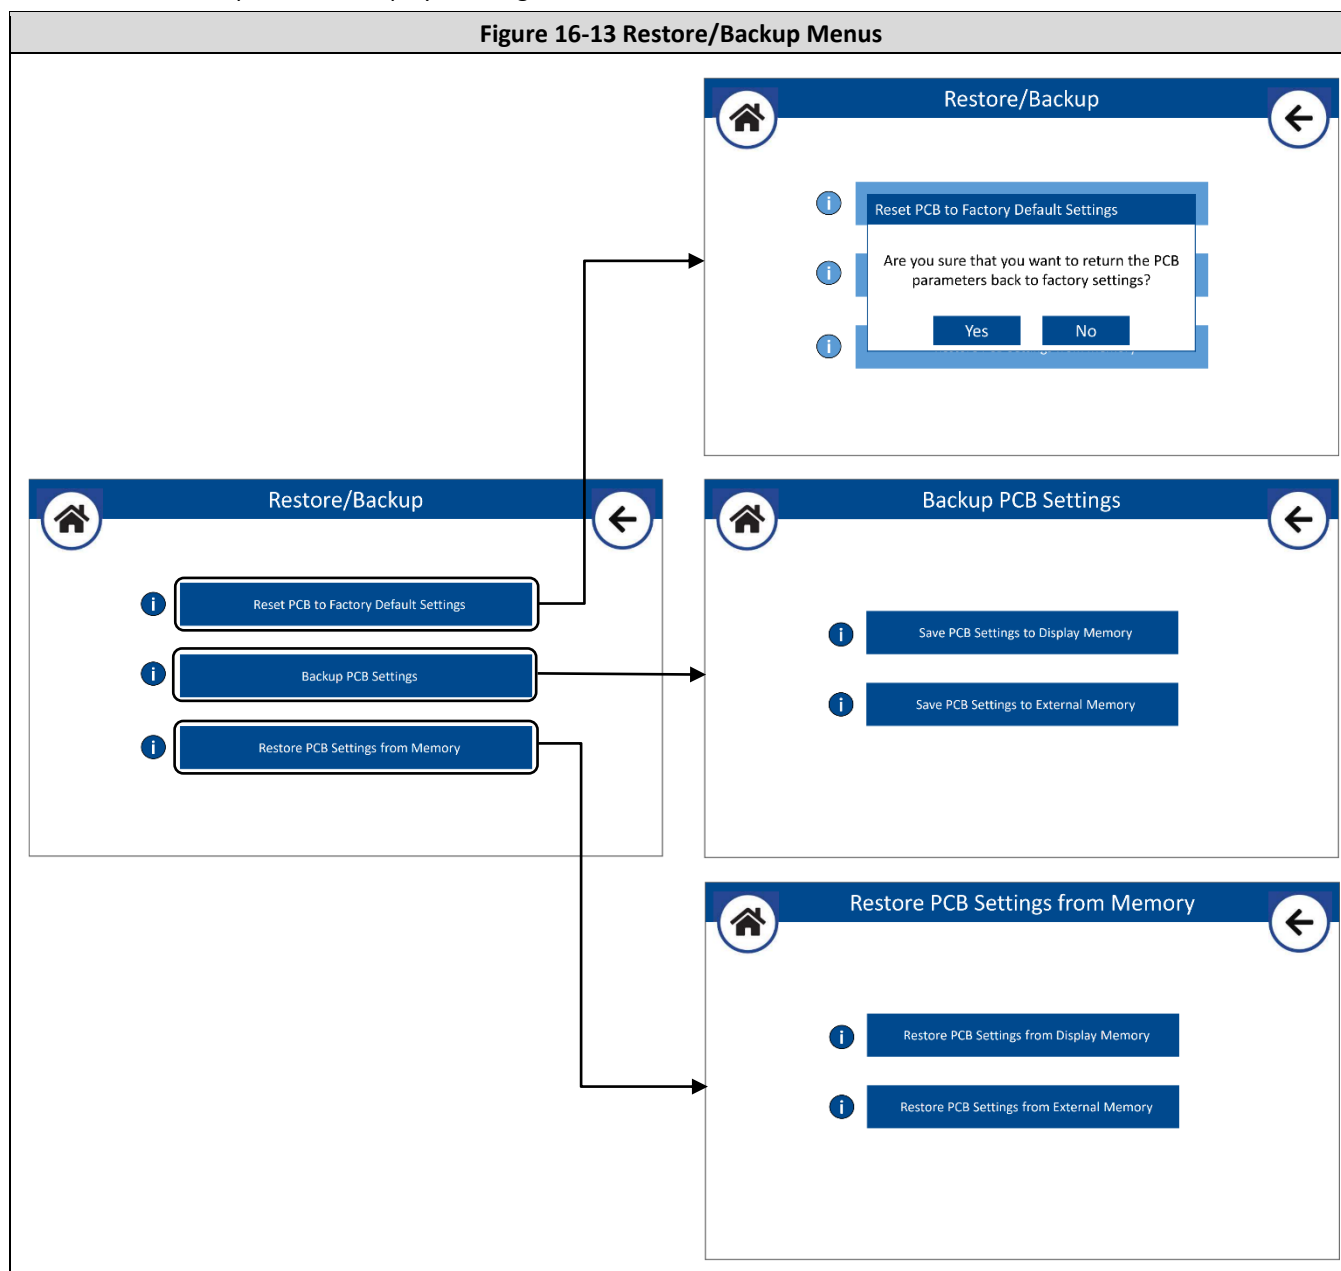 Figure 16-13 Restore/Backup Menus
Restore/Backup
i
Reset PCB to Factory Default Settings
Are you sure that you want to return the PCB
parameters back to factory settings?
i
Yes No
i
Restore/Backup
i Reset PCB to Factory Default Settings
i Backup PCB Settings
i Restore PCB Settings from Memory
Backup PCB Settings
i Save PCB Settings to Display Memory
i Save PCB Settings to External Memory
Restore PCB Settings from Memory
i Restore PCB Settings from Display Memory
i Restore PCB Settings from External Memory